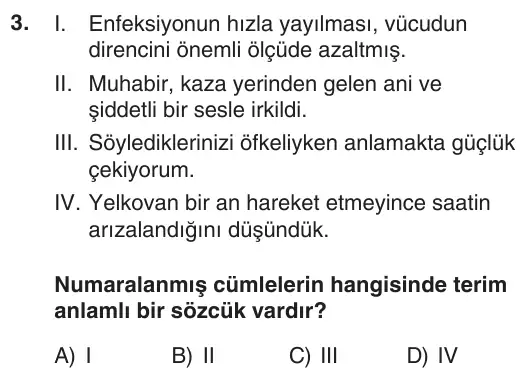 3. I. Enfeksiyonun hızla yayılması, vücudun
direncini önemli ölçüde azaltmış.
II. Muhabir, kaza yerinden gelen ani ve
şiddetli bir sesle irkildi.
III. Söylediklerinizi öfkeliyken anlamakta güçlük
çekiyorum.
IV. Yelkovan bir an hareket etmeyince saatin
arızalandığını düşündük.
Numaralanmış cümlelerin hangisinde terim
anlamlı bir sözcük vardır?
A) I B) II C) III D) IV